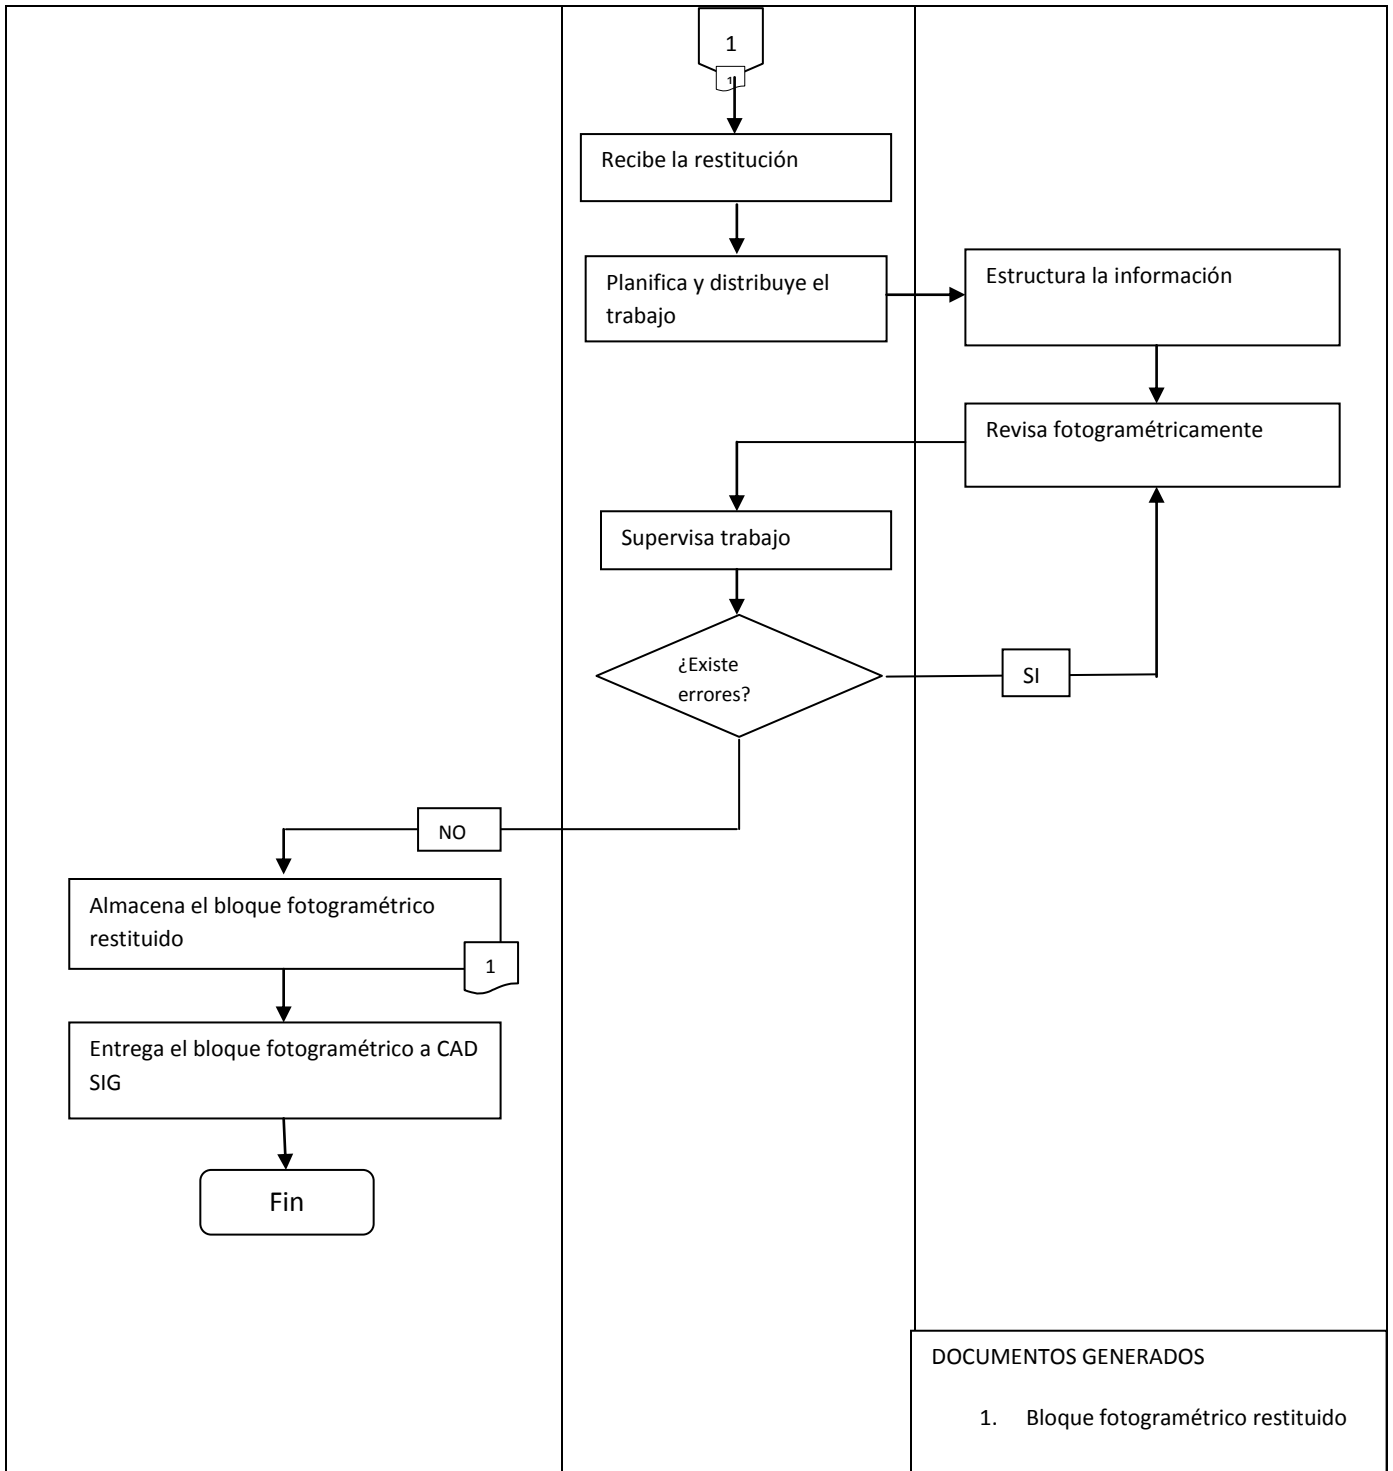 1
1
Recibe la restitución
Planifica y distribuye el
trabajo
Estructura la información
Revisa fotogramétricamente
Supervisa trabajo
¿Existe
errores?
SI
NO
Almacena el bloque fotogramétrico
restituido
1
Entrega el bloque fotogramétrico a CAD
SIG
Fin
DOCUMENTOS GENERADOS
1. Bloque fotogramétrico restituido